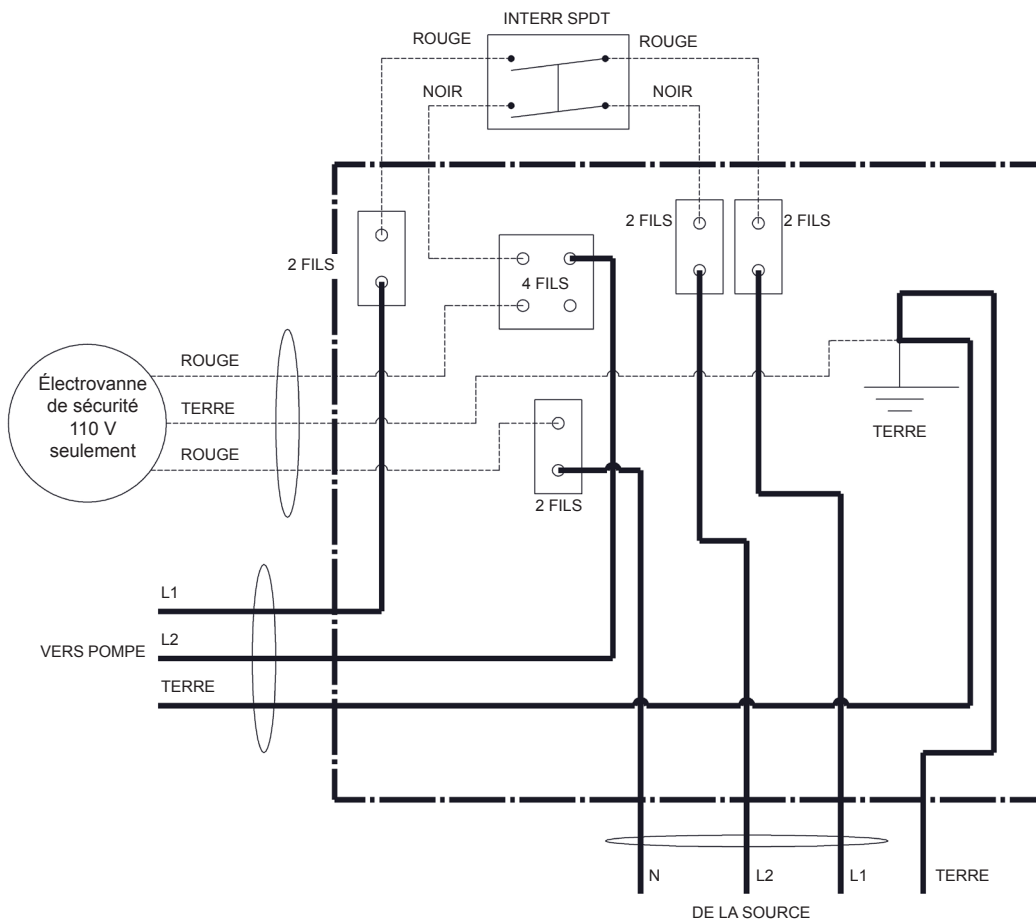 INTERR SPDT
ROUGE
ROUGE
NOIR
NOIR
2 FILS
2 FILS
2 FILS
4 FILS
ROUGE
Électrovanne
de sécurité
110 V
seulement
TERRE
TERRE
ROUGE
2 FILS
L1
L2
VERS POMPE
TERRE
N
L2
L1
TERRE
DE LA SOURCE